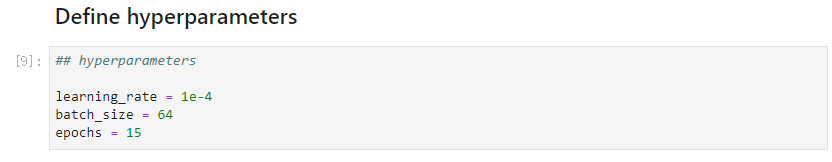 Define hyperparameters
[9]: ## hyperparameters
learning_rate = 1e-4
batch_size = 64
epochs = 15